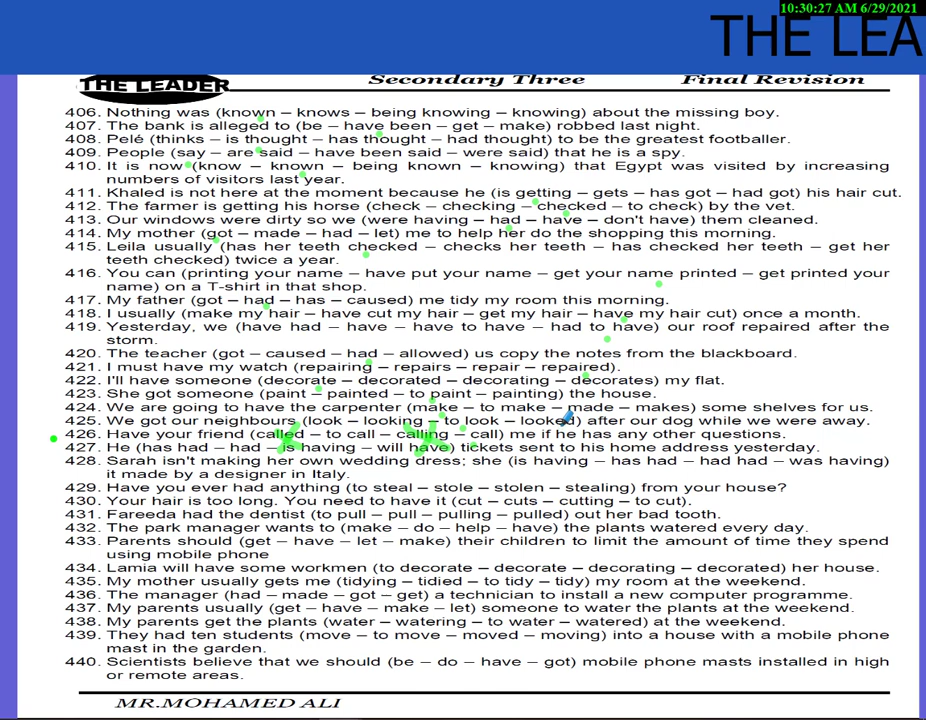 10:30:27 AM 6/29/2021
THE LEA
THE LEADER
Secondary Three
Final Revision
406. Nothing was (known – knows – being knowing – knowing) about the missing boy.
407. The bank is alleged to (be – have been – get – make) robbed last night.
408. Pelé (thinks – is thought – has thought – had thought) to be the greatest footballer.
409. People (say – are said – have been said – were said) that he is a spy.
410. It is now (know – known – being known – knowing) that Egypt was visited by increasing
numbers of visitors last year.
411. Khaled is not here at the moment because he (is getting – gets – has got – had got) his hair cut.
412. The farmer is getting his horse (check – checking – checked – to check) by the vet.
413. Our windows were dirty so we (were having – had – have – don't have) them cleaned.
414. My mother (got – made – had – let) me to help her do the shopping this morning.
415. Leila usually (has her teeth checked – checks her teeth – has checked her teeth – get her
teeth checked) twice a year.
416. You can (printing your name – have put your name – get your name printed – get printed your
name) on a T-shirt in that shop.
417. My father (got – had – has – caused) me tidy my room this morning.
418. I usually (make my hair – have cut my hair – get my hair – have my hair cut) once a month.
419. Yesterday, we (have had – have – have to have – had to have) our roof repaired after the
storm.
420. The teacher (got – caused – had – allowed) us copy the notes from the blackboard.
421. I must have my watch (repairing – repairs – repair – repaired).
422. I'll have someone (decorate – decorated – decorating – decorates) my flat.
423. She got someone (paint – painted – to paint – painting) the house.
424. We are going to have the carpenter (make – to make – made – makes) some shelves for us.
425. We got our neighbours (look – looking – to look – looked) after our dog while we were away.
426. Have your friend (called – to call – calling – call) me if he has any other questions.
427. He (has had – had – is having – will have) tickets sent to his home address yesterday.
428. Sarah isn't making her own wedding dress; she (is having – has had – had had – was having)
it made by a designer in Italy.
429. Have you ever had anything (to steal – stole – stolen – stealing) from your house?
430. Your hair is too long. You need to have it (cut – cuts – cutting – to cut).
431. Fareeda had the dentist (to pull – pull – pulling – pulled) out her bad tooth.
432. The park manager wants to (make – do – help – have) the plants watered every day.
433. Parents should (get – have – let – make) their children to limit the amount of time they spend
using mobile phone
434. Lamia will have some workmen (to decorate – decorate – decorating – decorated) her house.
435. My mother usually gets me (tidying – tidied – to tidy – tidy) my room at the weekend.
436. The manager (had – made – got – get) a technician to install a new computer programme.
437. My parents usually (get – have – make – let) someone to water the plants at the weekend.
438. My parents get the plants (water – watering – to water – watered) at the weekend.
439. They had ten students (move – to move – moved – moving) into a house with a mobile phone
mast in the garden.
440. Scientists believe that we should (be – do – have – got) mobile phone masts installed in high
or remote areas.
MR.MOHAMED ALI